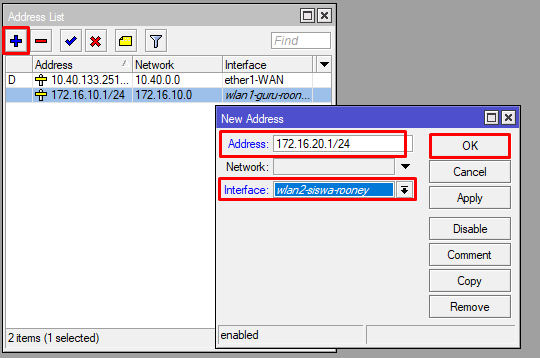 Address List
Find
Address Network Interface
D 10.40.133.251... 10.40.0.0 ether1-WAN
172.16.10.1/24 172.16.10.0 wlan1-guru-roon...
2 items (1 selected)
New Address
Address: 172.16.20.1/24
Network:
Interface: wlan2-siswa-rooney
OK
Cancel
Apply
Disable
Comment
Copy
Remove
enabled